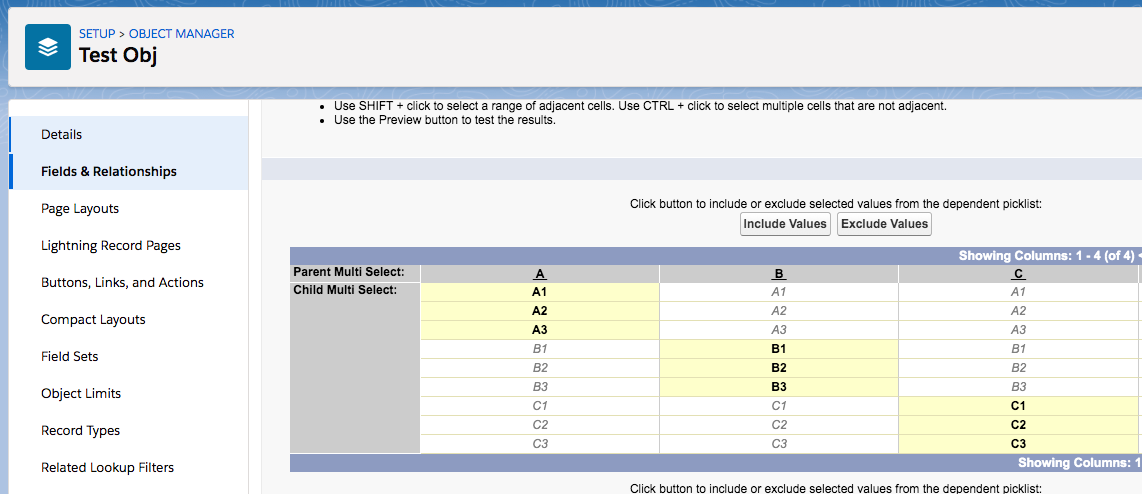 SETUP > OBJECT MANAGER
Test Obj
Details
Fields & Relationships
Page Layouts
Lightning Record Pages
Buttons, Links, and Actions
Compact Layouts
Field Sets
Object Limits
Record Types
Related Lookup Filters
Use SHIFT + click to select a range of adjacent cells. Use CTRL + click to select multiple cells that are not adjacent.
Use the Preview button to test the results.
Click button to include or exclude selected values from the dependent picklist:
Include Values Exclude Values
Showing Columns: 1 - 4 (of 4) <
Parent Multi Select: A B C
Child Multi Select: A1 A1 A1
A2 A2 A2
A3 A3 A3
B1 B1 B1
B2 B2 B2
B3 B3 B3
C1 C1 C1
C2 C2 C2
C3 C3 C3
Showing Columns: 1
Click button to include or exclude selected values from the dependent picklist: